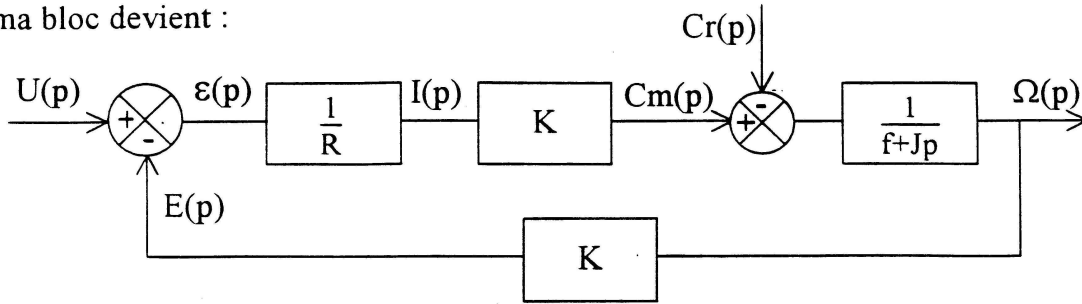 ma bloc devient :
Cr(p)
U(p) ε(p) I(p) Cm(p) Ω(p)
+ - 1/R K + - 1/f+Jp
E(p)
K